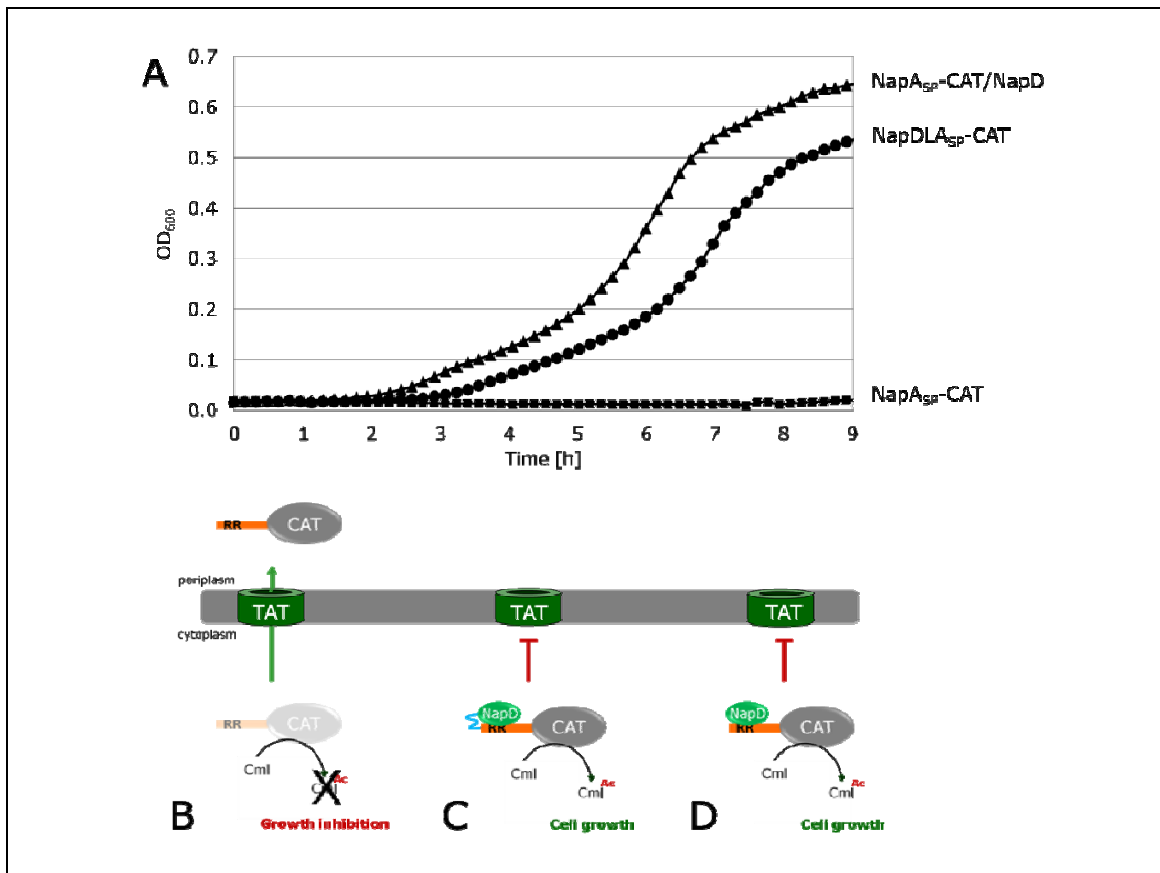 A
0.7
0.6
0.5
0.4
0.3
0.2
0.1
0.0
OD600
0 1 2 3 4 5 6 7 8 9
Time [h]
NapASP-CAT/NapD
NapDLASP-CAT
NapASP-CAT
RR CAT
periplasm
TAT TAT TAT
cytoplasm
RR CAT
NapD RR CAT
NapD RR CAT
Cml Cml Ac
Cml Cml Ac
Cml Cml Ac
B Growth inhibition
C Cell growth
D Cell growth